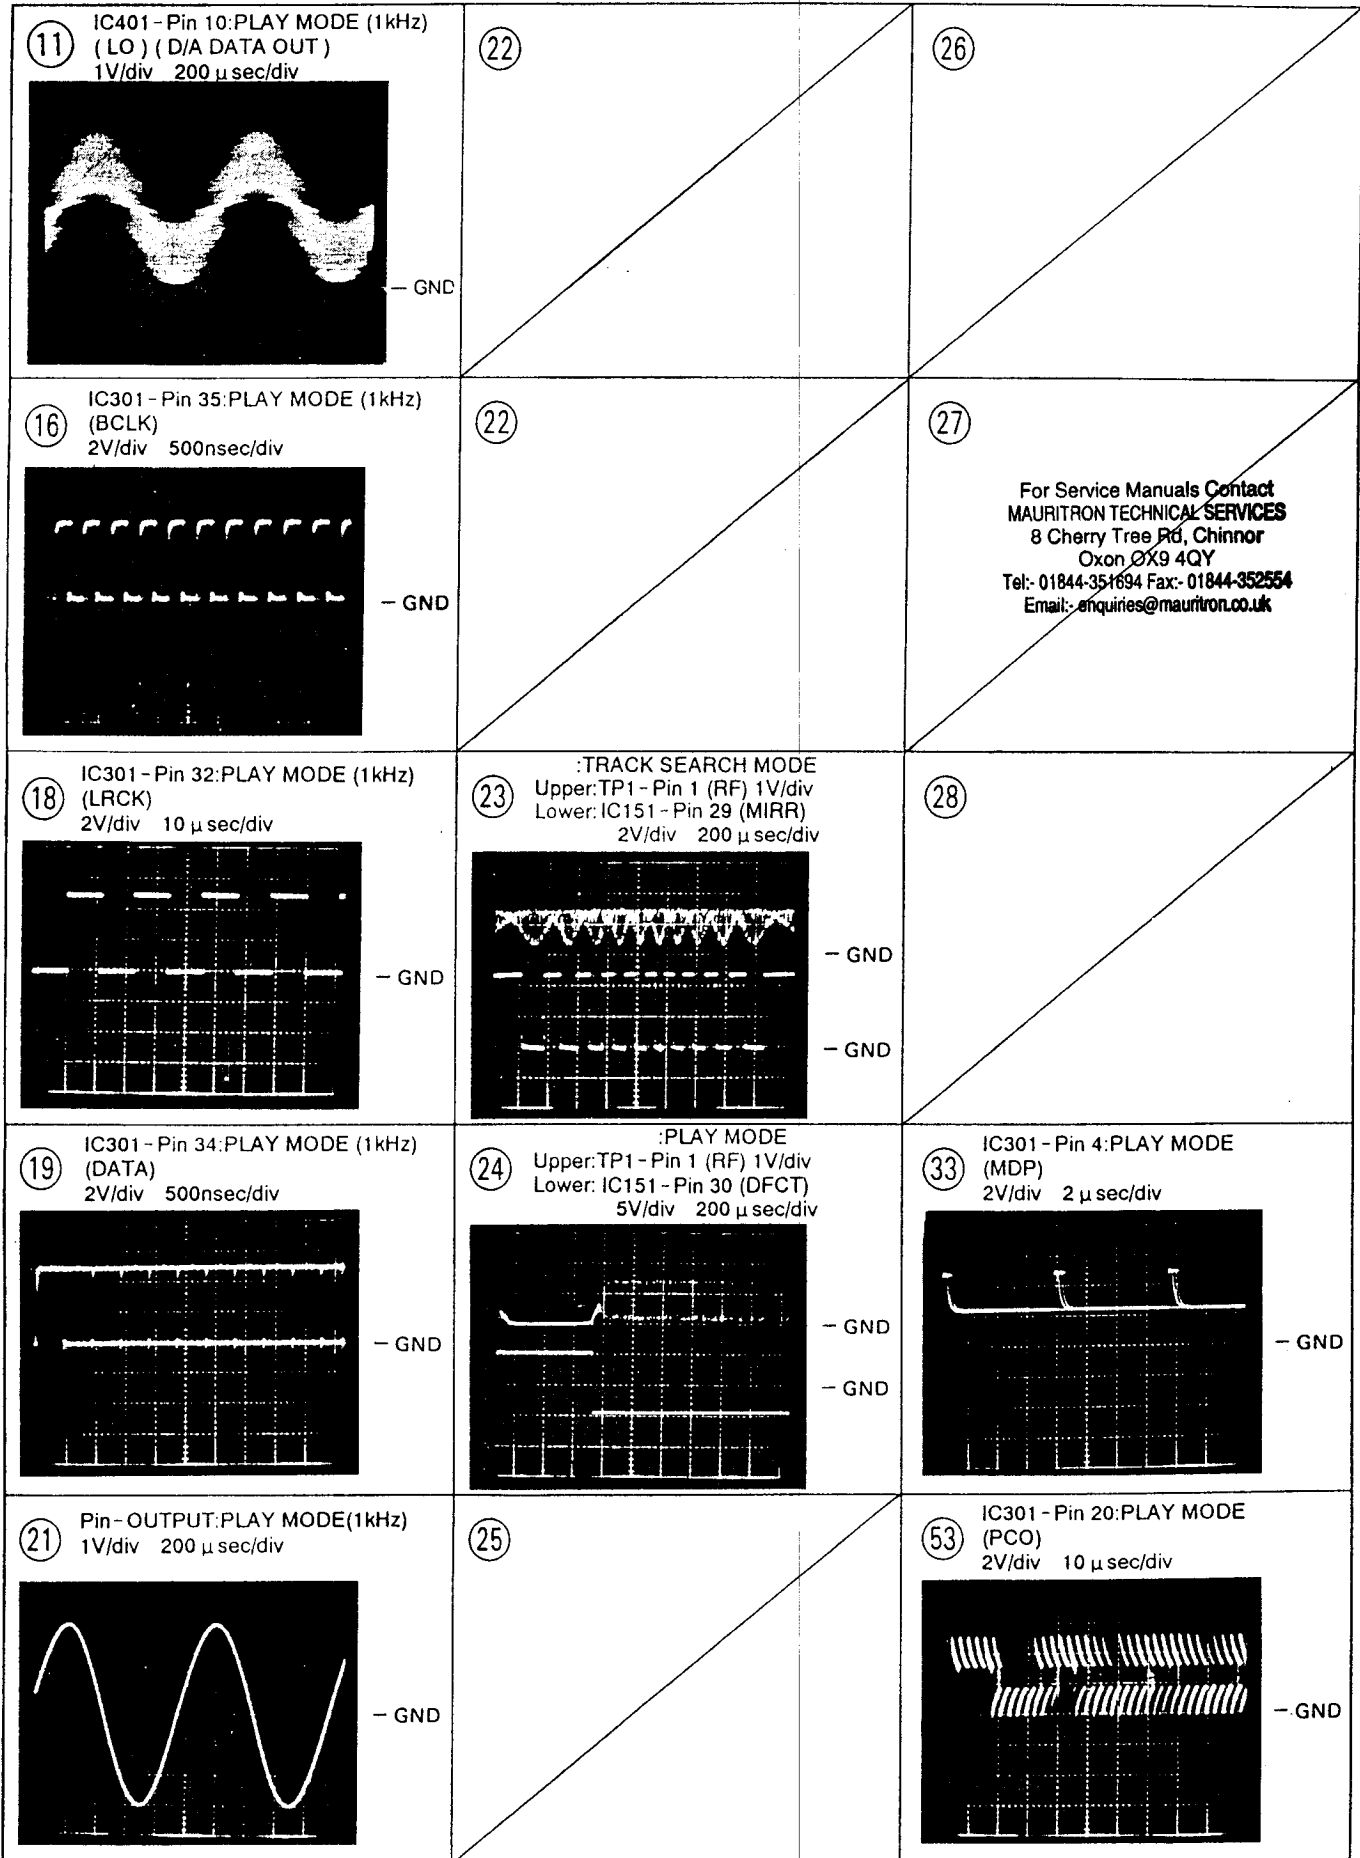 11
IC401-Pin 10:PLAY MODE (1kHz)
(LO) (D/A DATA OUT)
1V/div 200 μ sec/div
— GND
22
26
16
IC301-Pin 35:PLAY MODE (1kHz)
(BCLK)
2V/div 500nsec/div
— GND
22
27
For Service Manuals Contact
MAURITRON TECHNICAL SERVICES
8 Cherry Tree Rd, Chinnor
Oxon OX9 4QY
Tel:- 01844-351694 Fax:- 01844-352554
Email:- enquiries@mauritron.co.uk
18
IC301-Pin 32:PLAY MODE (1kHz)
(LRCK)
2V/div 10 μ sec/div
— GND
23
:TRACK SEARCH MODE
Upper:TP1-Pin 1 (RF) 1V/div
Lower: IC151-Pin 29 (MIRR)
2V/div 200 μ sec/div
— GND
— GND
28
19
IC301-Pin 34:PLAY MODE (1kHz)
(DATA)
2V/div 500nsec/div
— GND
24
:PLAY MODE
Upper:TP1-Pin 1 (RF) 1V/div
Lower: IC151-Pin 30 (DFCT)
5V/div 200 μ sec/div
— GND
— GND
33
IC301-Pin 4:PLAY MODE
(MDP)
2V/div 2 μ sec/div
— GND
21
Pin-OUTPUT:PLAY MODE(1kHz)
1V/div 200 μ sec/div
— GND
25
53
IC301-Pin 20:PLAY MODE
(PCO)
2V/div 10 μ sec/div
— GND